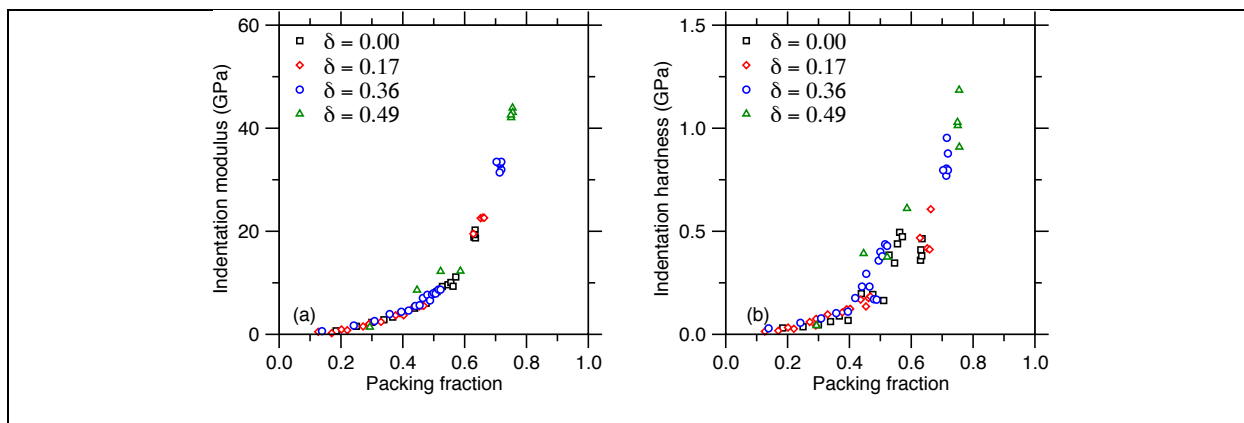 60
40
20
0
Indentation modulus (GPa)
δ = 0.00
δ = 0.17
δ = 0.36
δ = 0.49
(a)
0.0 0.2 0.4 0.6 0.8 1.0
Packing fraction
1.5
1.0
0.5
0.0
Indentation hardness (GPa)
δ = 0.00
δ = 0.17
δ = 0.36
δ = 0.49
(b)
0.0 0.2 0.4 0.6 0.8 1.0
Packing fraction